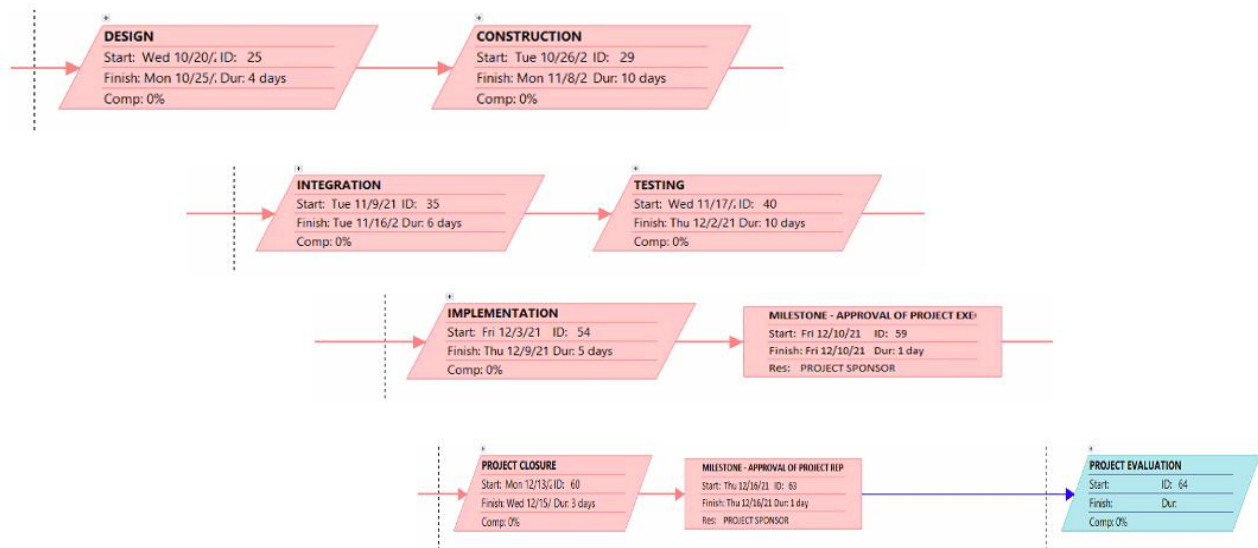 DESIGN
Start: Wed 10/20/ ID: 25
Finish: Mon 10/25/ Dur: 4 days
Comp: 0%
CONSTRUCTION
Start: Tue 10/26/2 ID: 29
Finish: Mon 11/8/2 Dur: 10 days
Comp: 0%
INTEGRATION
Start: Tue 11/9/21 ID: 35
Finish: Tue 11/16/2 Dur: 6 days
Comp: 0%
TESTING
Start: Wed 11/17/ ID: 40
Finish: Thu 12/2/21 Dur: 10 days
Comp: 0%
IMPLEMENTATION
Start: Fri 12/3/21 ID: 54
Finish: Thu 12/9/21 Dur: 5 days
Comp: 0%
MILESTONE - APPROVAL OF PROJECT EXE
Start: Fri 12/10/21 ID: 59
Finish: Fri 12/10/21 Dur: 1 day
Res: PROJECT SPONSOR
PROJECT CLOSURE
Start: Mon 12/13/ ID: 60
Finish: Wed 12/15/ Dur: 3 days
Comp: 0%
MILESTONE - APPROVAL OF PROJECT REP
Start: Thu 12/16/21 ID: 63
Finish: Thu 12/16/21 Dur: 1 day
Res: PROJECT SPONSOR
PROJECT EVALUATION
Start: ID: 64
Finish: Dur:
Comp: 0%